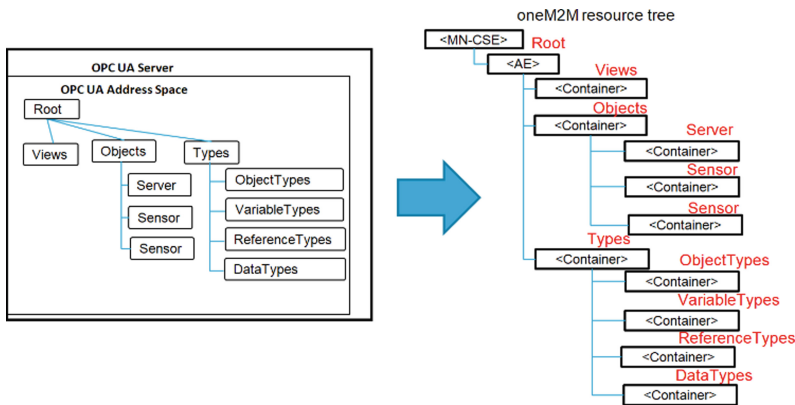 OPC UA Server
OPC UA Address Space
Root
Views
Objects
Types
Server
Sensor
Sensor
ObjectTypes
VariableTypes
ReferenceTypes
DataTypes
oneM2M resource tree
<MN-CSE>
Root
<AE>
Views
<Container>
Objects
<Container>
Server
<Container>
Sensor
<Container>
Sensor
<Container>
Types
<Container>
ObjectTypes
<Container>
VariableTypes
<Container>
ReferenceTypes
<Container>
DataTypes
<Container>